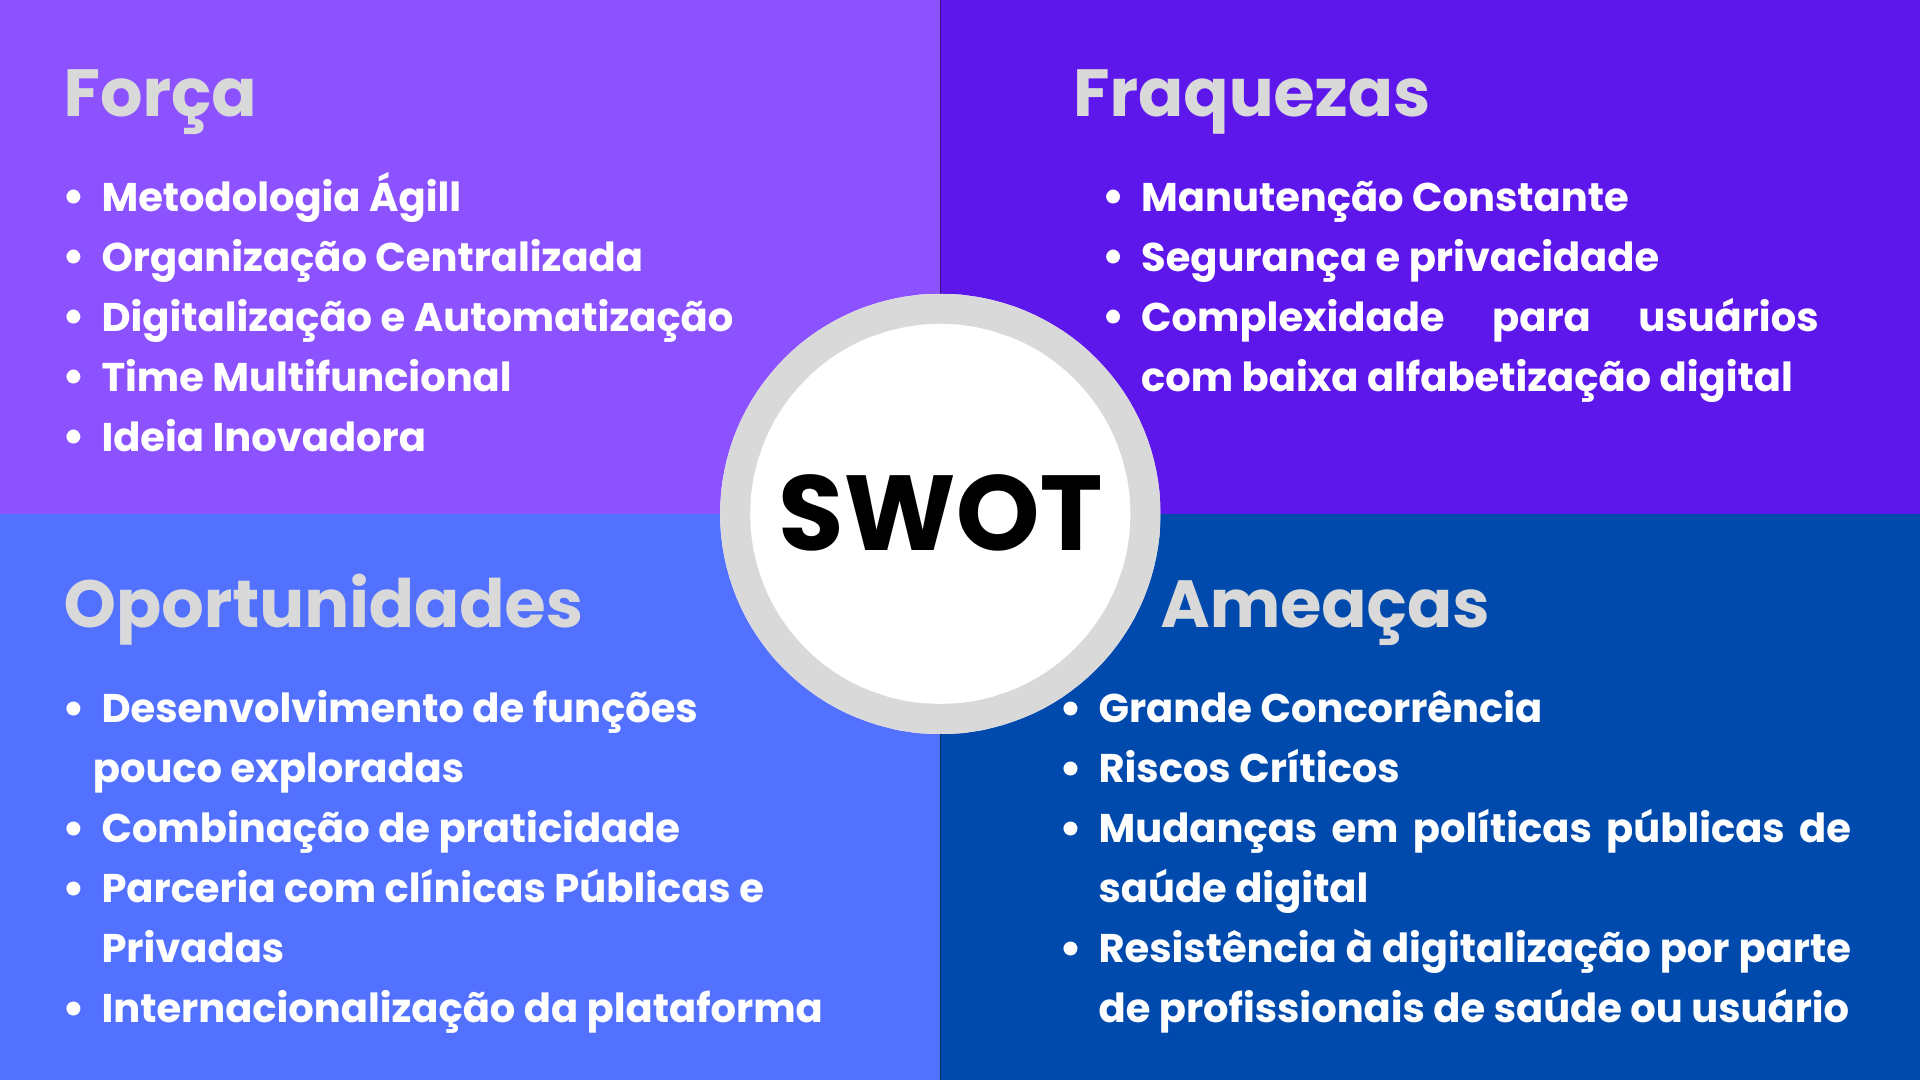 Força
• Metodologia Ágill
• Organização Centralizada
• Digitalização e Automatização
• Time Multifuncional
• Ideia Inovadora
Fraquezas
• Manutenção Constante
• Segurança e privacidade
• Complexidade para usuários
com baixa alfabetização digital
SWOT
Oportunidades
• Desenvolvimento de funções
pouco exploradas
• Combinação de praticidade
• Parceria com clínicas Públicas e
Privadas
• Internacionalização da plataforma
Ameaças
• Grande Concorrência
• Riscos Críticos
• Mudanças em políticas públicas de
saúde digital
• Resistência à digitalização por parte
de profissionais de saúde ou usuário